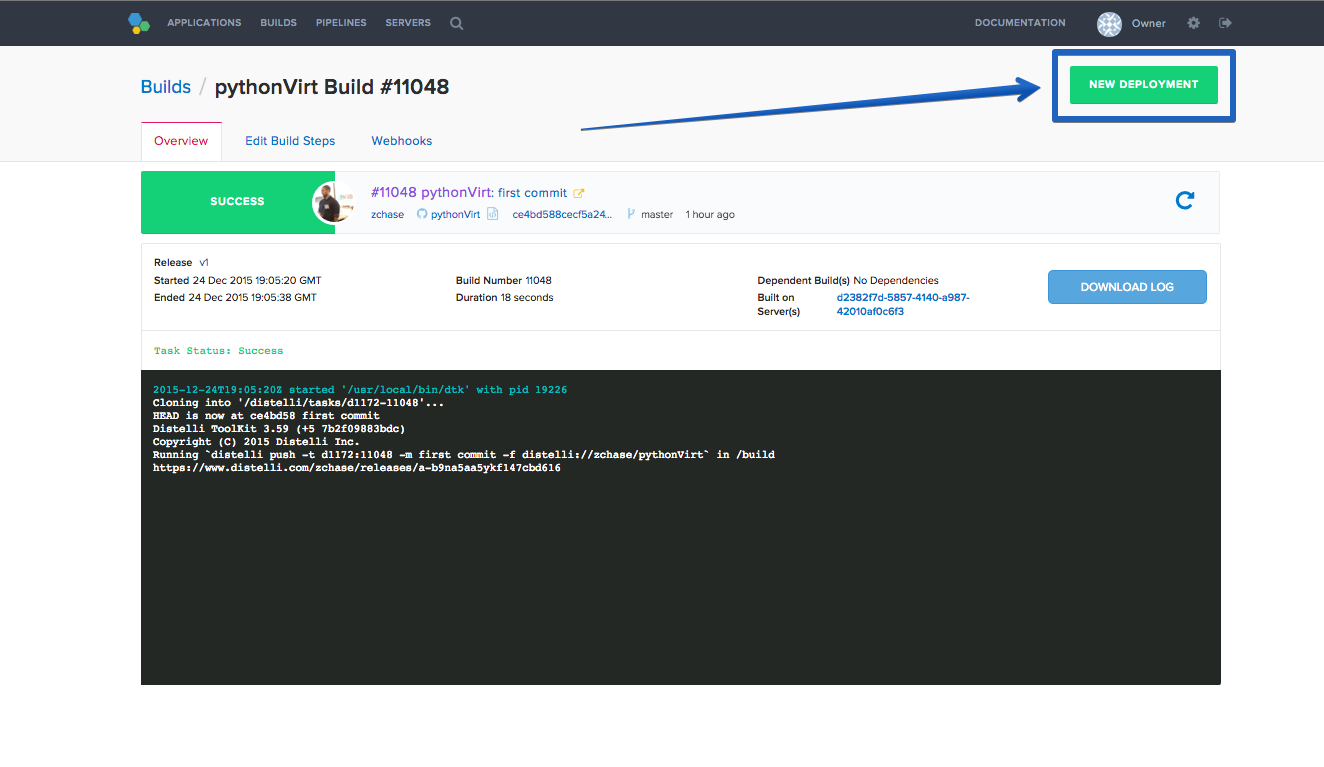 APPLICATIONS BUILDS PIPELINES SERVERS DOCUMENTATION Owner
Builds / pythonVirt Build #11048
NEW DEPLOYMENT
Overview Edit Build Steps Webhooks
SUCCESS
#11048 pythonVirt: first commit
zchase pythonVirt ce4bd588cecf5a24... master 1 hour ago
Release v1
Started 24 Dec 2015 19:05:20 GMT
Ended 24 Dec 2015 19:05:38 GMT
Build Number 11048
Duration 18 seconds
Dependent Build(s) No Dependencies
Built on Server(s)
d2382f7d-5857-4140-a987-
42010af0c6f3
DOWNLOAD LOG
Task Status: Success
2015-12-24T19:05:20Z started '/usr/local/bin/dtk' with pid 19226
Cloning into '/distelli/tasks/d1172-11048'...
HEAD is now at ce4bd58 first commit
Distelli ToolKit 3.59 (+5 7b2f09883bdc)
Copyright (C) 2015 Distelli Inc.
Running `distelli push -t d1172:11048 -m first commit -f distelli://zchase/pythonVirt` in /build
https://www.distelli.com/zchase/releases/a-b9na5aa5ykf147cbd616